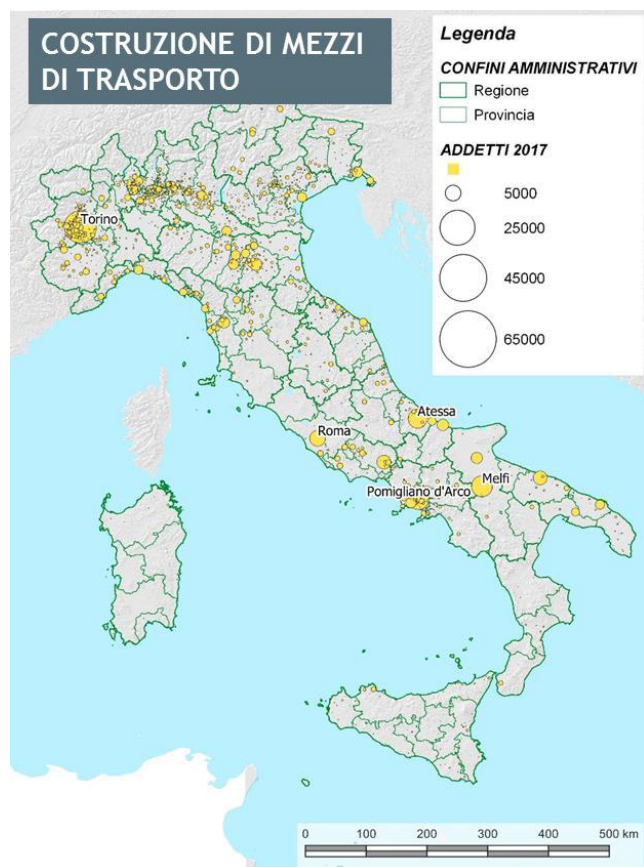 COSTRUZIONE DI MEZZI
DI TRASPORTO
Legenda
CONFINI AMMINISTRATIVI
Regione
Provincia
ADDETTI 2017
5000
25000
45000
65000
Torino
Atessa
Roma
Melfi
Pomigliano d'Arco
0 100 200 300 400 500 km